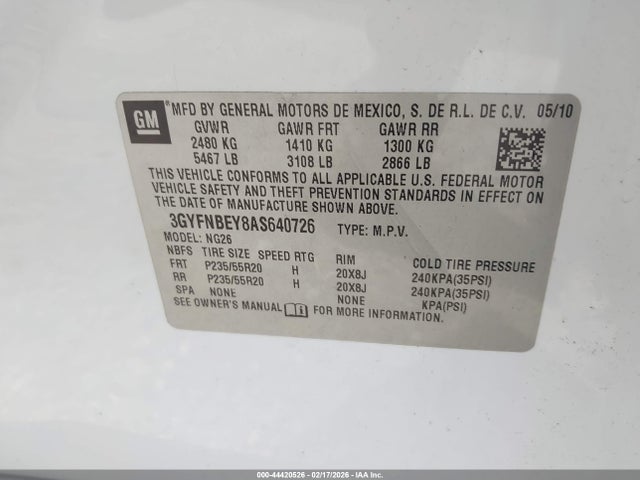 GM ®MFD BY GENERAL MOTORS DE MEXICO, S. DE R.L. DE C.V. 05/10
GVWR GAWR FRT GAWR RR
2480 KG 1410 KG 1300 KG
5467 LB 3108 LB 2866 LB
THIS VEHICLE CONFORMS TO ALL APPLICABLE U.S. FEDERAL MOTOR
VEHICLE SAFETY AND THEFT PREVENTION STANDARDS IN EFFECT ON
THE DATE OF MANUFACTURE SHOWN ABOVE.
3GYFNBEY8AS640726 TYPE: M.P.V.
MODEL: NG26
NBFS TIRE SIZE SPEED RTG RIM COLD TIRE PRESSURE
FRT P235/55R20 H 20X8J 240KPA(35PSI)
RR P235/55R20 H 20X8J 240KPA(35PSI)
SPA NONE NONE KPA(PSI)
SEE OWNER'S MANUAL FOR MORE INFORMATION.
000-44420526 - 02/17/2026 - IAA Inc.